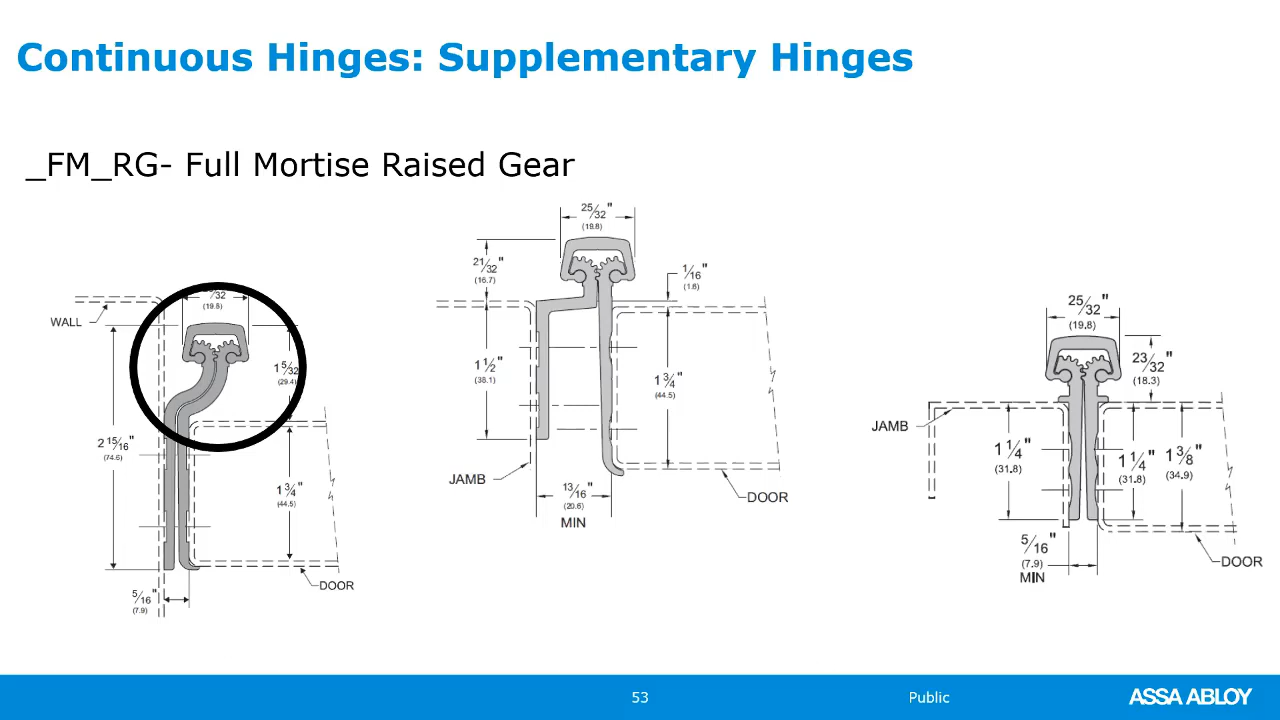 Continuous Hinges: Supplementary Hinges
_FM_RG- Full Mortise Raised Gear
32
(19.8)
WALL
1 5/32
(29.4)
2 15/16"
(74.6)
1 3/4"
(44.5)
DOOR
5/16"
(7.9)
25/32"
(19.8)
21/32"
(16.7)
1/16"
(1.6)
1 1/2"
(38.1)
1 3/4"
(44.5)
JAMB
13/16"
(20.6)
MIN
DOOR
25/32"
(19.8)
23/32"
(18.3)
JAMB
1 1/4"
(31.8)
1 1/4"
(31.8)
1 3/8"
(34.9)
5/16"
(7.9)
MIN
DOOR
53
Public
ASSA ABLOY